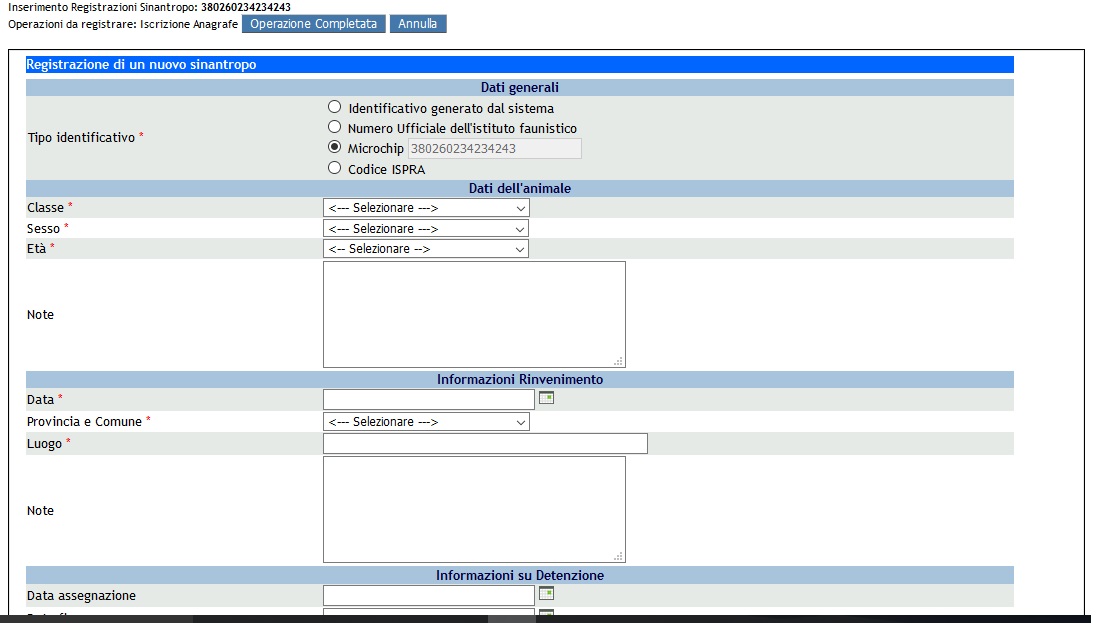 Inserimento Registrazioni Sinantropo: 380260234234243
Operazioni da registrare: Iscrizione Anagrafe Operazione Completata Annulla
Registrazione di un nuovo sinantropo
Dati generali
Tipo identificativo *
Identificativo generato dal sistema
Numero Ufficiale dell'istituto faunistico
Microchip 380260234234243
Codice ISPRA
Dati dell'animale
Classe * <--- Selezionare --->
Sesso * <--- Selezionare --->
Età * <-- Selezionare -->
Note
Informazioni Rinvenimento
Data *
Provincia e Comune * <--- Selezionare --->
Luogo *
Note
Informazioni su Detenzione
Data assegnazione